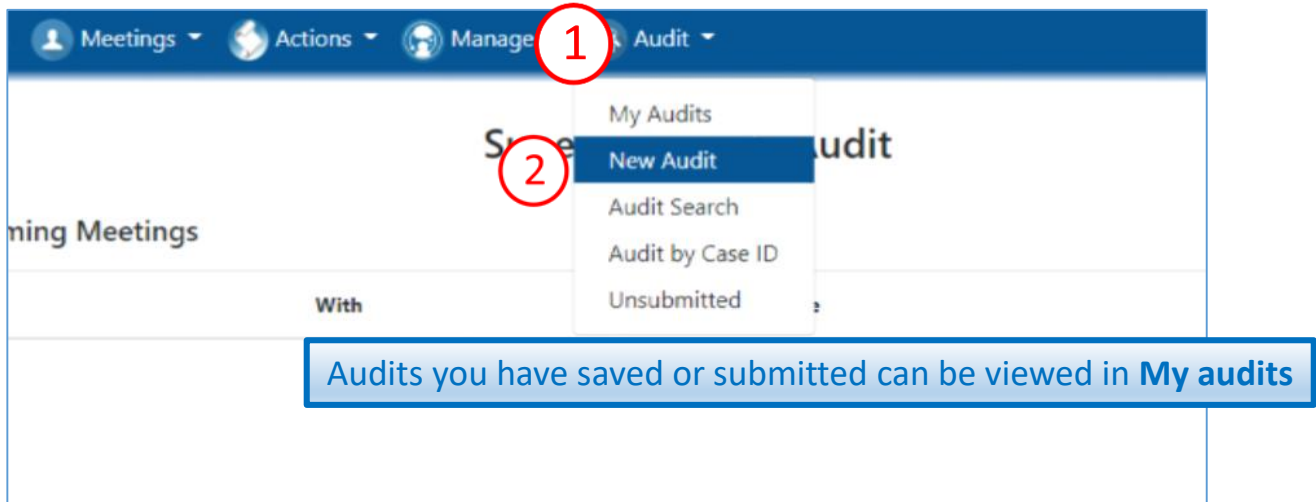 Meetings Actions Manage 1 Audit
My Audits
2 New Audit udit
Audit Search
ming Meetings
Audit by Case ID
With Unsubmitted
Audits you have saved or submitted can be viewed in My audits